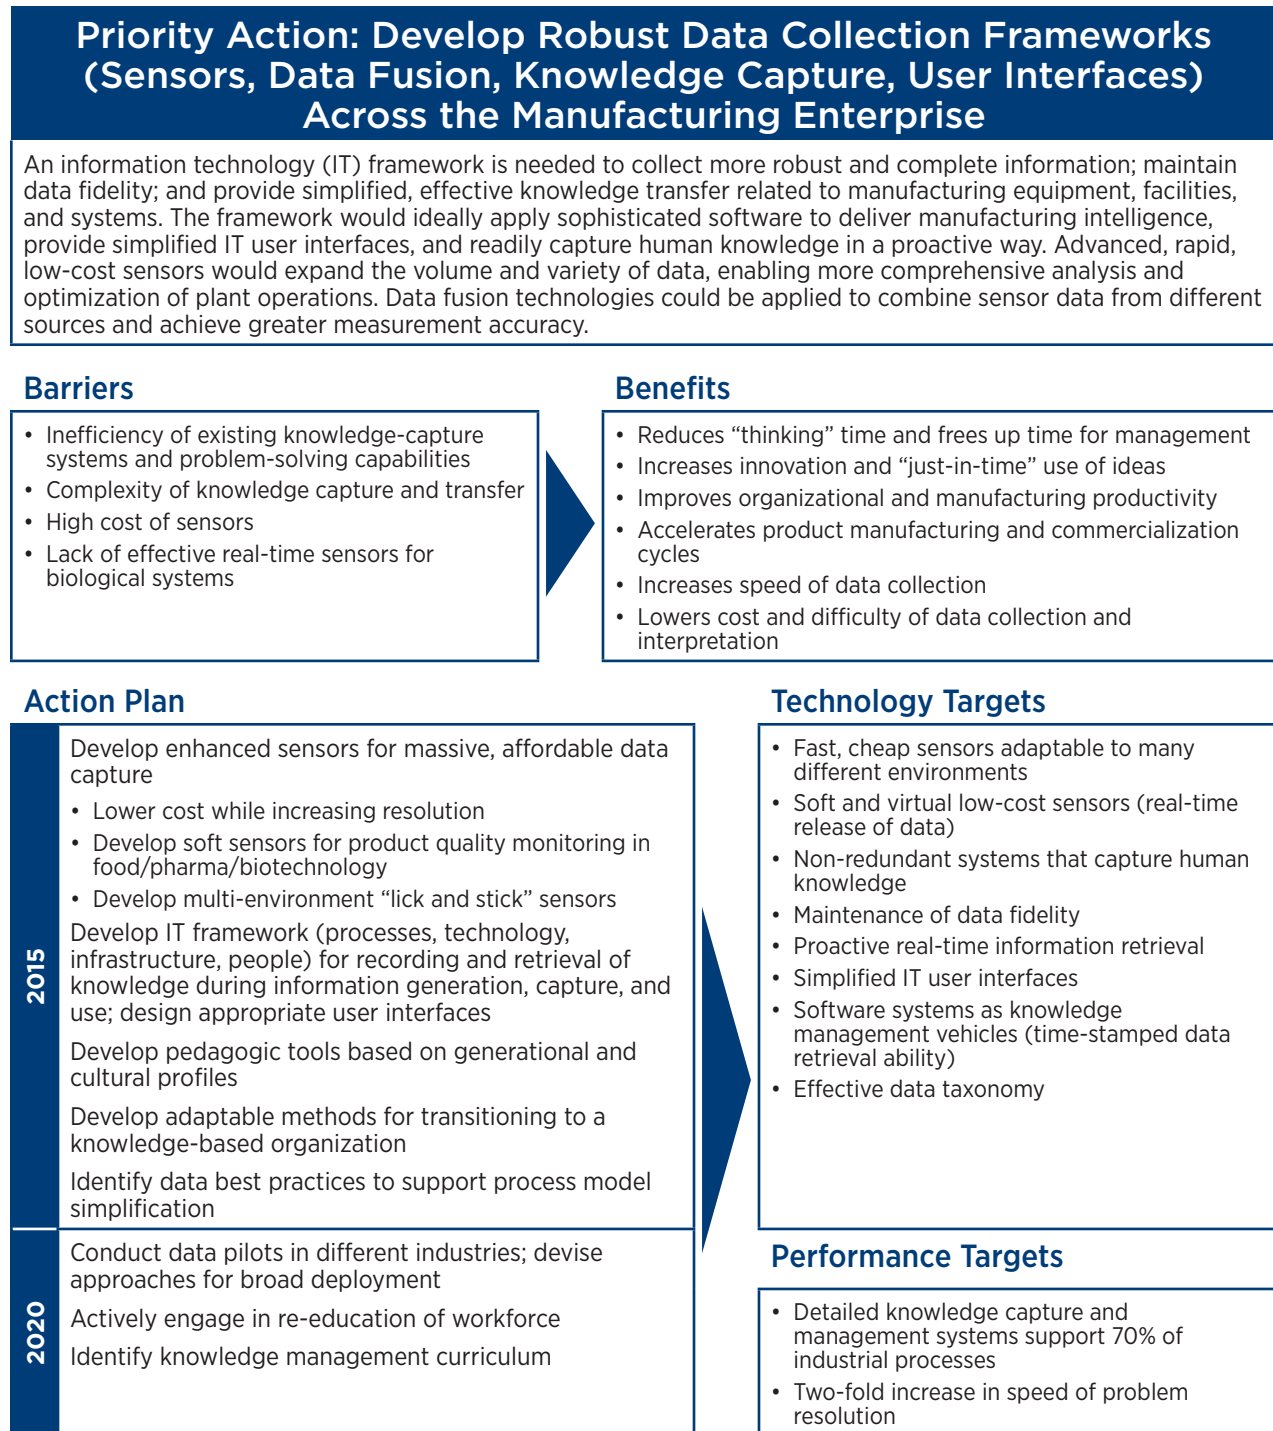 Priority Action: Develop Robust Data Collection Frameworks
(Sensors, Data Fusion, Knowledge Capture, User Interfaces)
Across the Manufacturing Enterprise
An information technology (IT) framework is needed to collect more robust and complete information; maintain
data fidelity; and provide simplified, effective knowledge transfer related to manufacturing equipment, facilities,
and systems. The framework would ideally apply sophisticated software to deliver manufacturing intelligence,
provide simplified IT user interfaces, and readily capture human knowledge in a proactive way. Advanced, rapid,
low-cost sensors would expand the volume and variety of data, enabling more comprehensive analysis and
optimization of plant operations. Data fusion technologies could be applied to combine sensor data from different
sources and achieve greater measurement accuracy.
Barriers
• Inefficiency of existing knowledge-capture
systems and problem-solving capabilities
• Complexity of knowledge capture and transfer
• High cost of sensors
• Lack of effective real-time sensors for
biological systems
Benefits
• Reduces “thinking” time and frees up time for management
• Increases innovation and “just-in-time” use of ideas
• Improves organizational and manufacturing productivity
• Accelerates product manufacturing and commercialization
cycles
• Increases speed of data collection
• Lowers cost and difficulty of data collection and
interpretation
Action Plan
2015
Develop enhanced sensors for massive, affordable data
capture
• Lower cost while increasing resolution
• Develop soft sensors for product quality monitoring in
food/pharma/biotechnology
• Develop multi-environment “lick and stick” sensors
Develop IT framework (processes, technology,
infrastructure, people) for recording and retrieval of
knowledge during information generation, capture, and
use; design appropriate user interfaces
Develop pedagogic tools based on generational and
cultural profiles
Develop adaptable methods for transitioning to a
knowledge-based organization
Identify data best practices to support process model
simplification
2020
Conduct data pilots in different industries; devise
approaches for broad deployment
Actively engage in re-education of workforce
Identify knowledge management curriculum
Technology Targets
• Fast, cheap sensors adaptable to many
different environments
• Soft and virtual low-cost sensors (real-time
release of data)
• Non-redundant systems that capture human
knowledge
• Maintenance of data fidelity
• Proactive real-time information retrieval
• Simplified IT user interfaces
• Software systems as knowledge
management vehicles (time-stamped data
retrieval ability)
• Effective data taxonomy
Performance Targets
• Detailed knowledge capture and
management systems support 70% of
industrial processes
• Two-fold increase in speed of problem
resolution